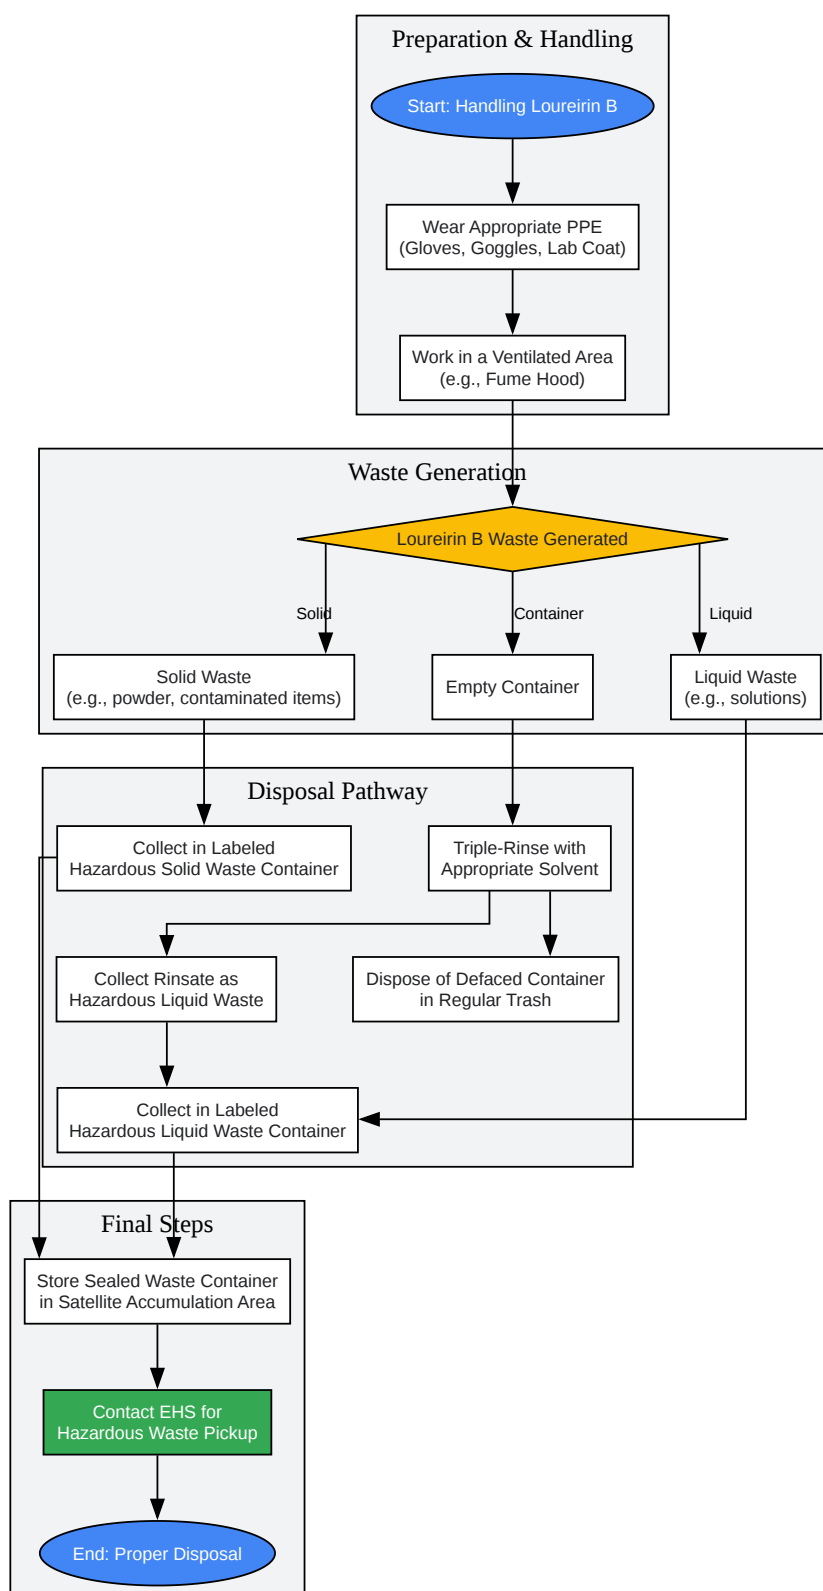 Preparation & Handling
Start: Handling Loureirin B
Wear Appropriate PPE
(Gloves, Goggles, Lab Coat)
Work in a Ventilated Area
(e.g., Fume Hood)
Waste Generation
Loureirin B Waste Generated
Solid
Container
Liquid
Solid Waste
(e.g., powder, contaminated items)
Empty Container
Liquid Waste
(e.g., solutions)
Disposal Pathway
Collect in Labeled
Hazardous Solid Waste Container
Triple-Rinse with
Appropriate Solvent
Collect Rinsate as
Hazardous Liquid Waste
Dispose of Defaced Container
in Regular Trash
Collect in Labeled
Hazardous Liquid Waste Container
Final Steps
Store Sealed Waste Container
in Satellite Accumulation Area
Contact EHS for
Hazardous Waste Pickup
End: Proper Disposal